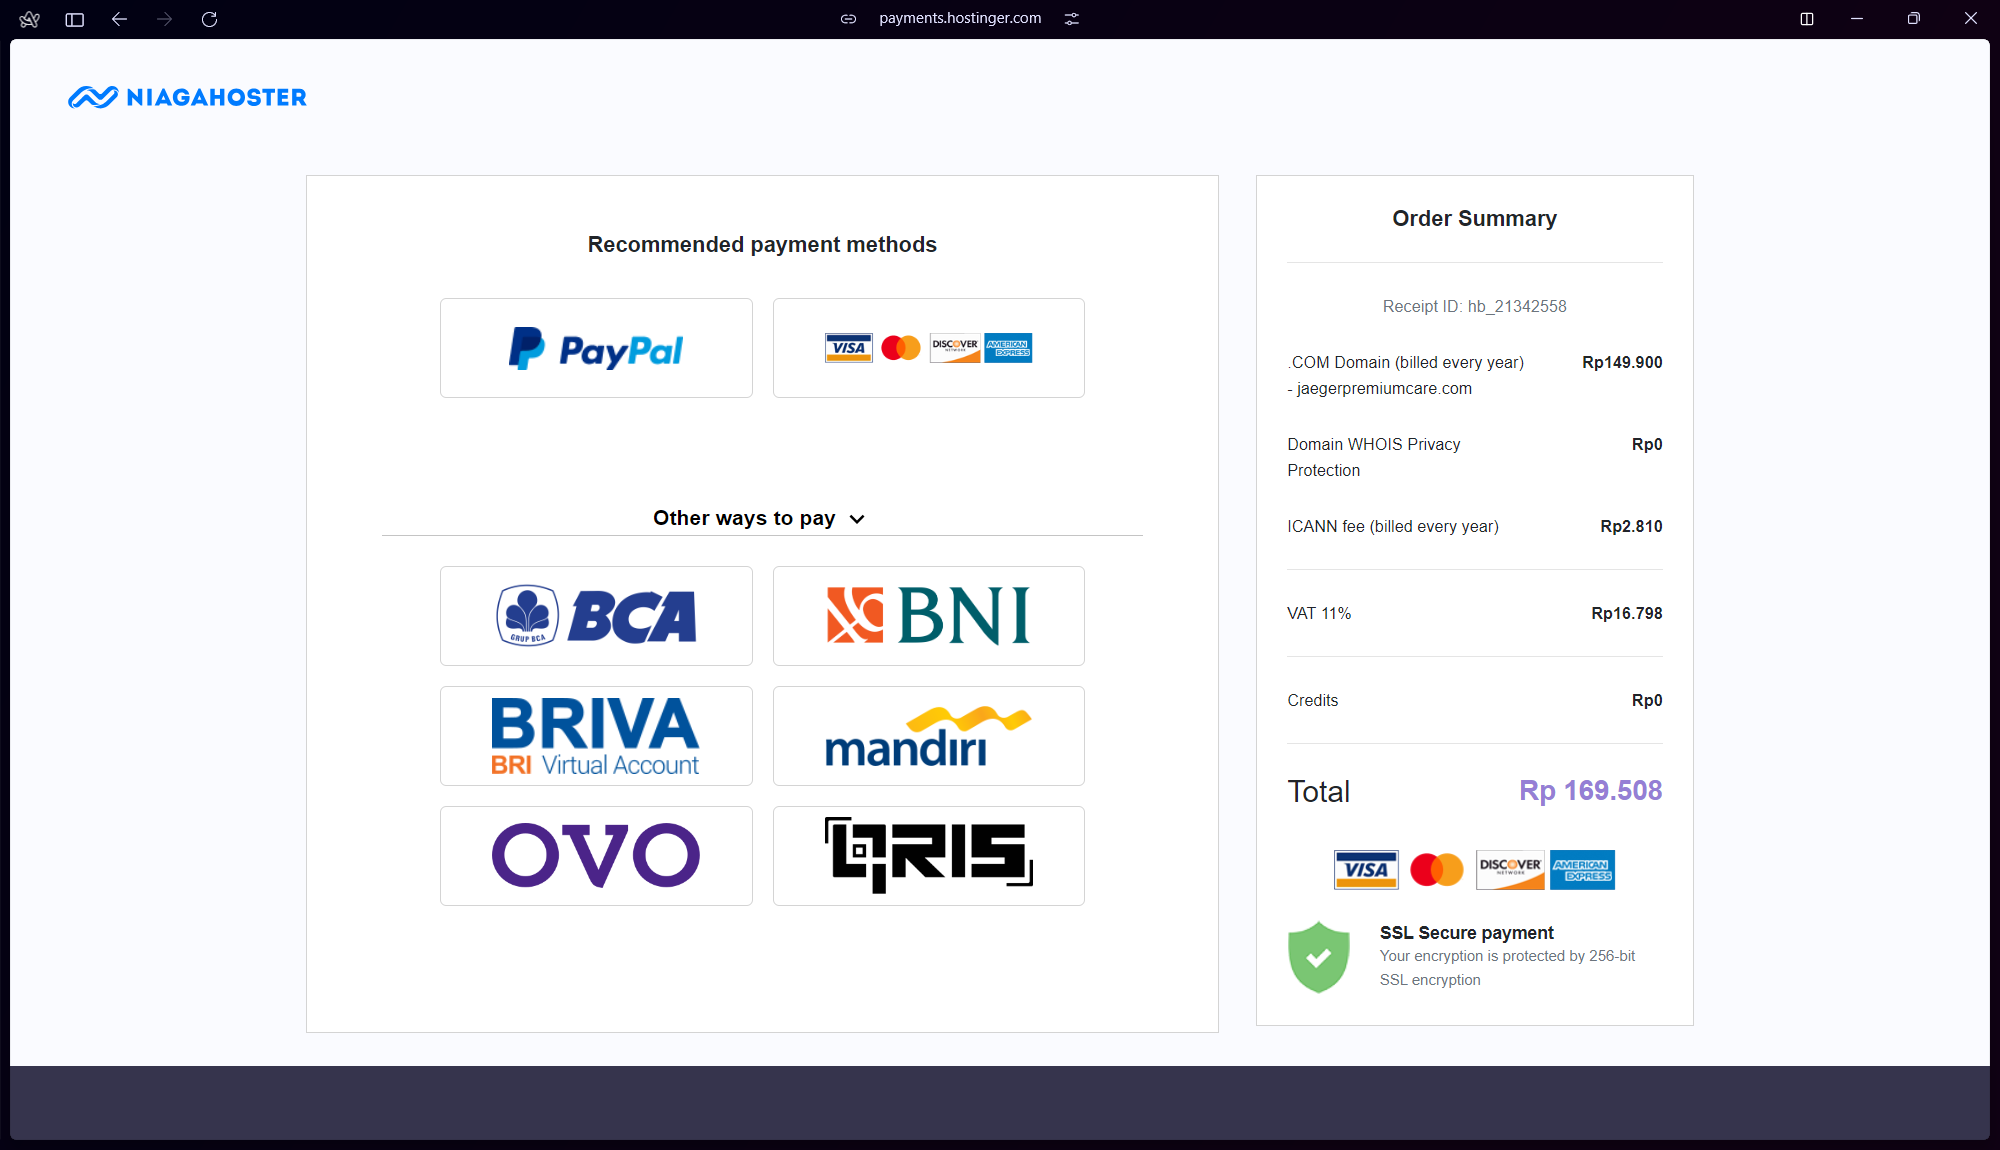 payments.hostinger.com
NIAGAHOSTER
Recommended payment methods
PayPal
VISA
DISCOVER
NETWORK
AMERICAN
EXPRESS
Other ways to pay
GRUP BCA
BCA
BNI
BRIVA
BRI Virtual Account
mandiri
OVO
QRIS
Order Summary
Receipt ID: hb_21342558
.COM Domain (billed every year) Rp149.900
- jaegerpremiumcare.com
Domain WHOIS Privacy Rp0
Protection
ICANN fee (billed every year) Rp2.810
VAT 11% Rp16.798
Credits Rp0
Total Rp 169.508
VISA
DISCOVER
NETWORK
AMERICAN
EXPRESS
SSL Secure payment
Your encryption is protected by 256-bit
SSL encryption